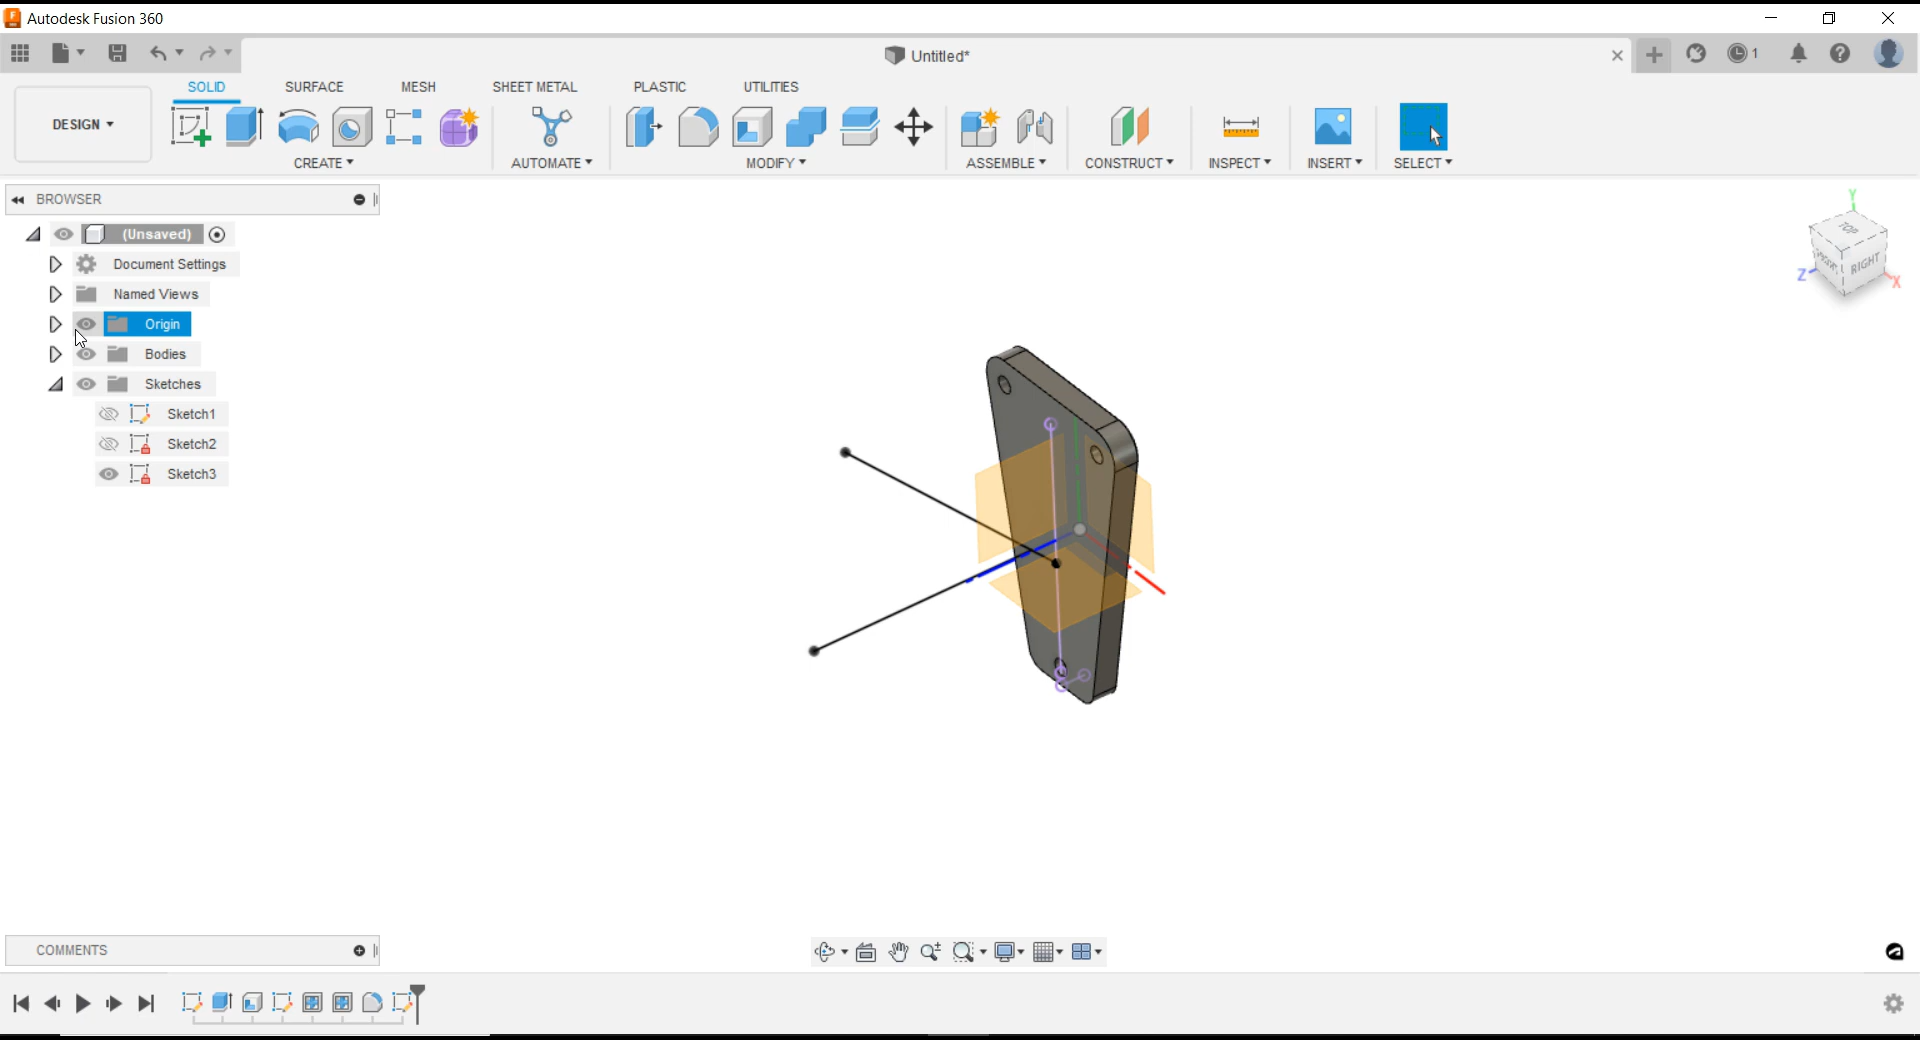 Autodesk Fusion 360
Untitled*
1
SOLID SURFACE MESH SHEET METAL PLASTIC UTILITIES
DESIGN
CREATE AUTOMATE MODIFY ASSEMBLE CONSTRUCT INSPECT INSERT SELECT
BROWSER
(Unsaved)
Document Settings
Named Views
Origin
Bodies
Sketches
Sketch1
Sketch2
Sketch3
Y
TOP
RIGHT
Z
X
COMMENTS